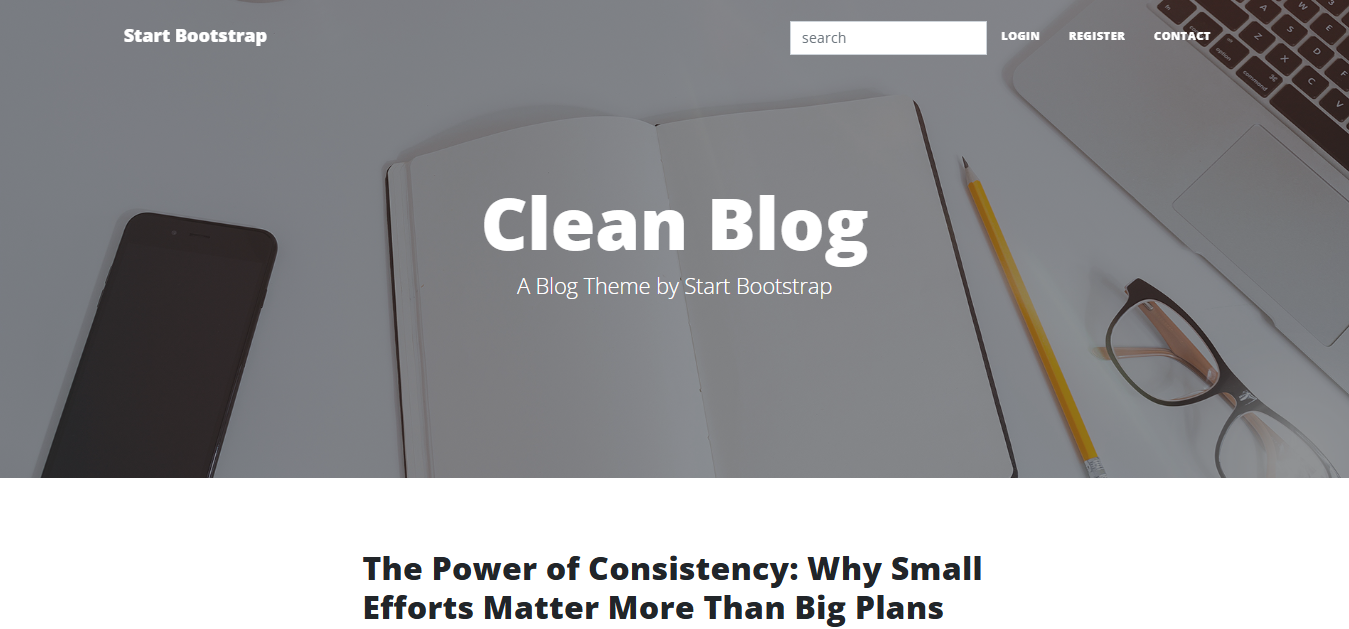 Start Bootstrap
search
LOGIN REGISTER CONTACT
Clean Blog
A Blog Theme by Start Bootstrap
The Power of Consistency: Why Small
Efforts Matter More Than Big Plans